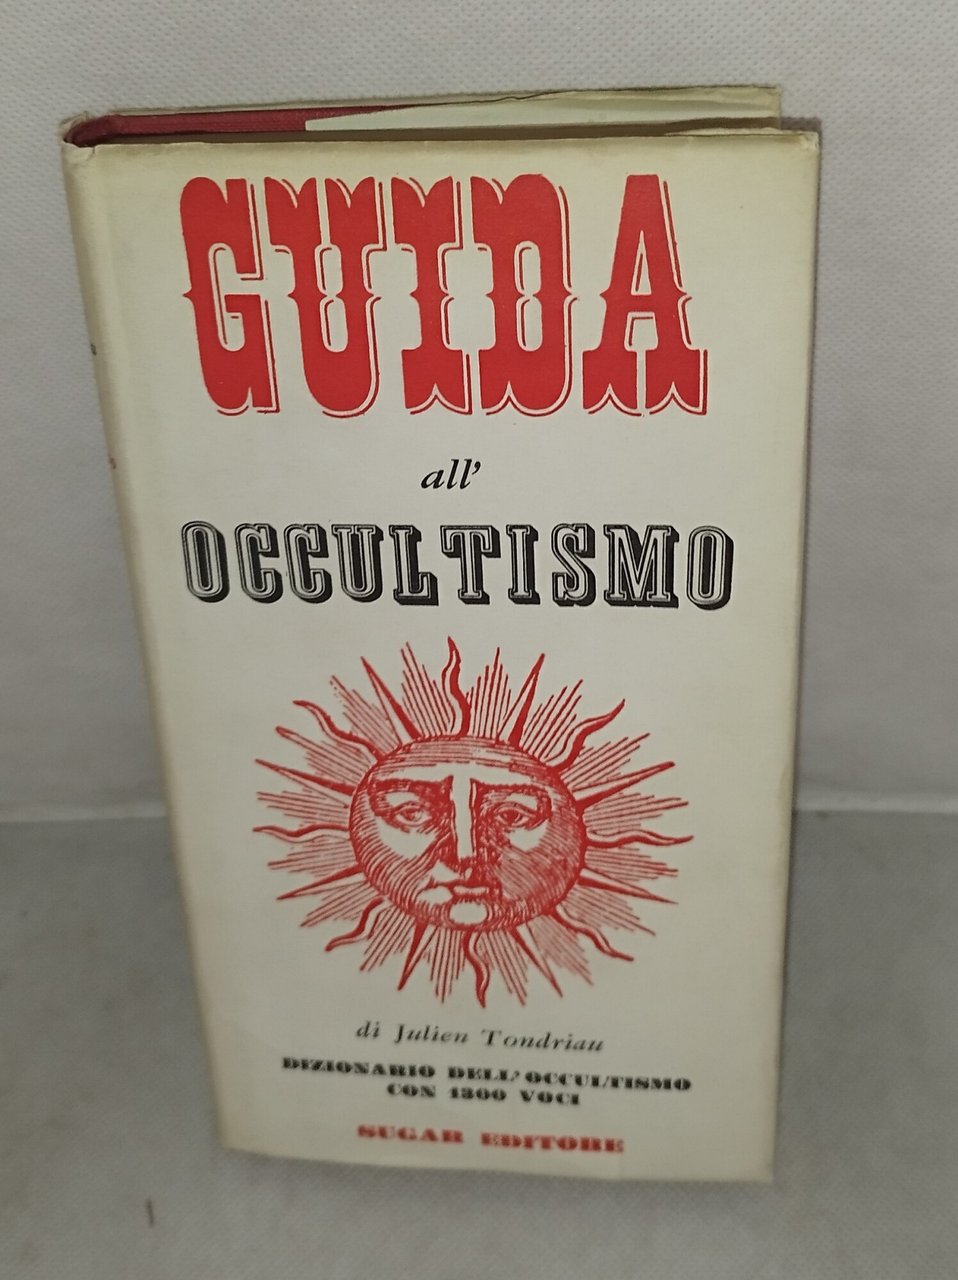 GUIDA
all'
OCCULTISMO
di Julien Tondriau
DIZIONARIO DELL'OCCULTISMO
CON 1300 VOCI
SUGAR EDITORE